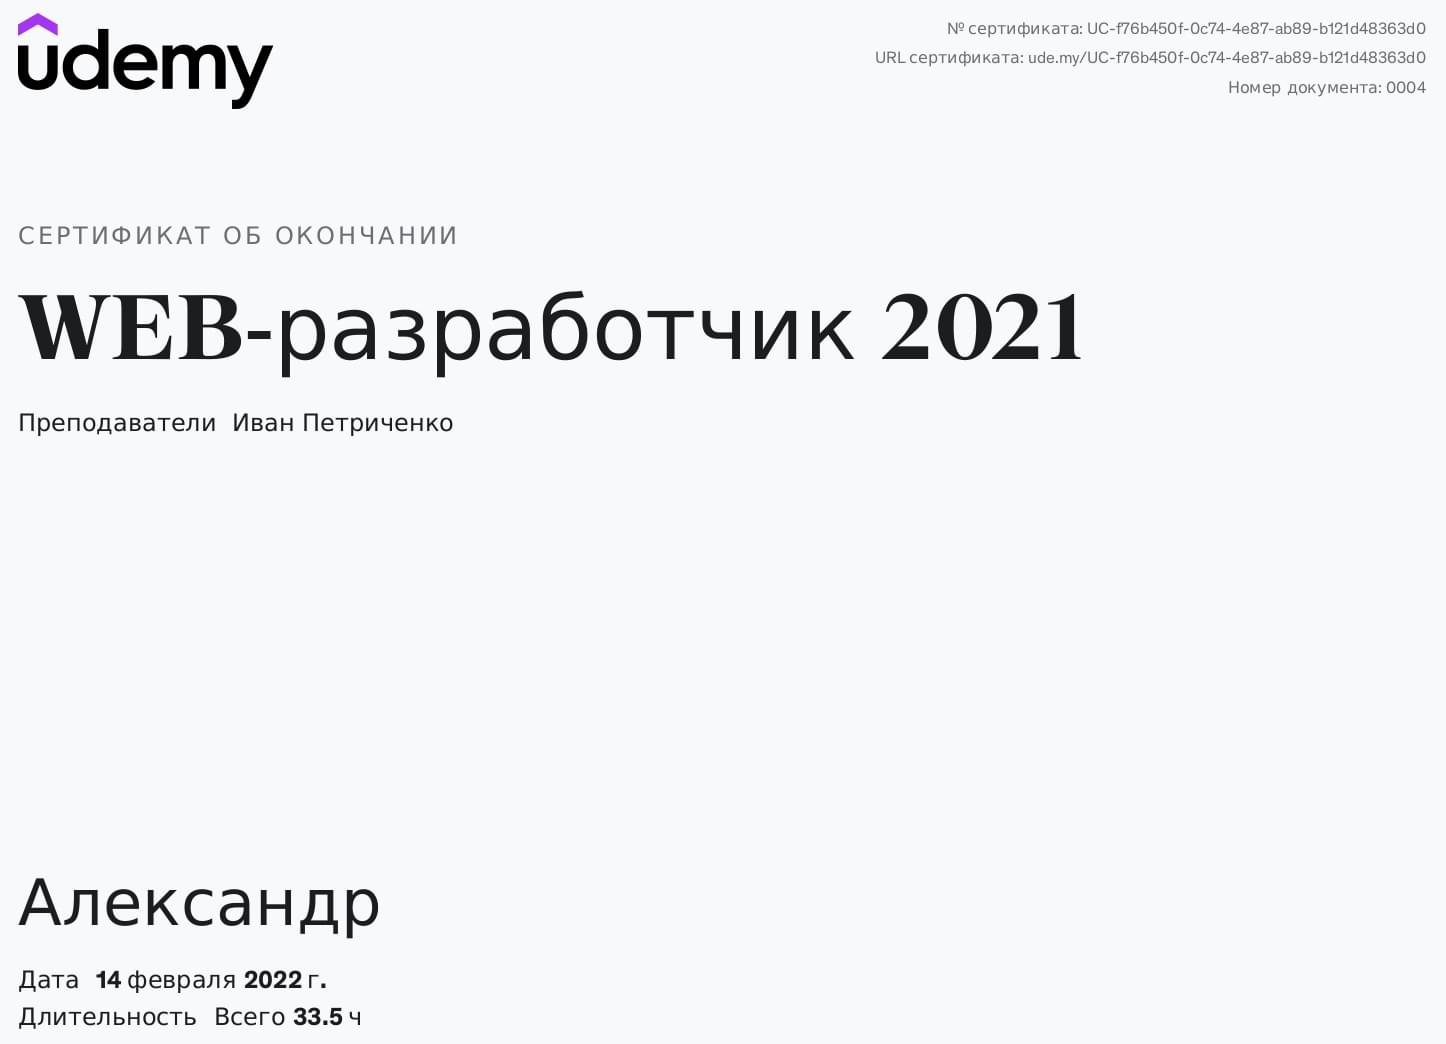 udemy
№ сертификата: UC-f76b450f-0c74-4e87-ab89-b121d48363d0
URL сертификата: ude.my/UC-f76b450f-0c74-4e87-ab89-b121d48363d0
Номер документа: 0004
СЕРТИФИКАТ ОБ ОКОНЧАНИИ
WEB-разработчик 2021
Преподаватели Иван Петриченко
Александр
Дата 14 февраля 2022 г.
Длительность Всего 33.5 ч